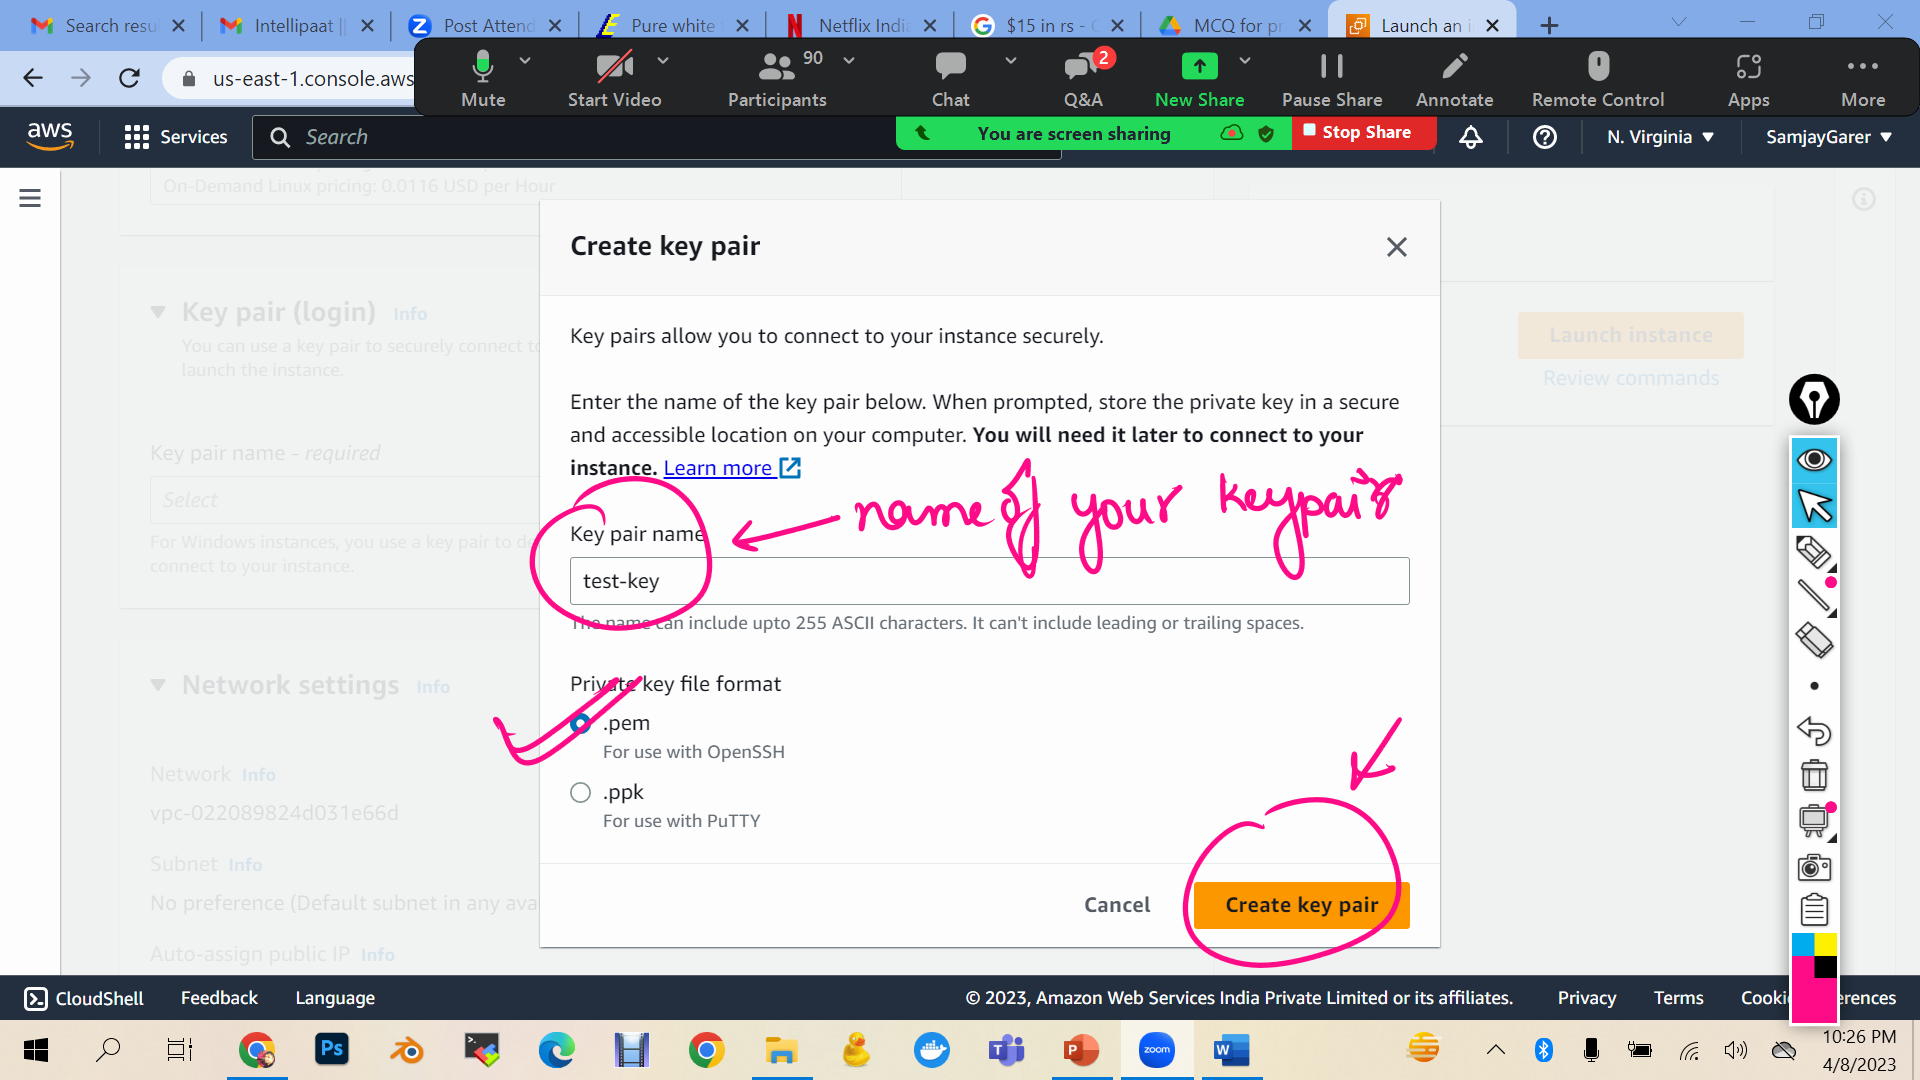 Search resu
Intellipaat ||
Post Attend
Pure white
Netflix India
$15 in rs - G
MCQ for pr
Launch an i
us-east-1.console.aws
Mute
Start Video
Participants
90
Chat
Q&A
2
New Share
Pause Share
Annotate
Remote Control
Apps
More
You are screen sharing
Stop Share
aws
Services
Search
N. Virginia
SamjayGarer
On-Demand Linux pricing: 0.0116 USD per Hour
Key pair (login) Info
You can use a key pair to securely connect to
launch the instance.
Key pair name - required
Select
For Windows instances, you use a key pair to de
connect to your instance.
Network settings Info
Network Info
vpc-022089824d031e66d
Subnet Info
No preference (Default subnet in any ava
Auto-assign public IP Info
Launch instance
Review commands
Create key pair
Key pairs allow you to connect to your instance securely.
Enter the name of the key pair below. When prompted, store the private key in a secure
and accessible location on your computer. You will need it later to connect to your
instance. Learn more
name of your keypair
Key pair name
test-key
The name can include upto 255 ASCII characters. It can't include leading or trailing spaces.
Private key file format
.pem
For use with OpenSSH
.ppk
For use with PuTTY
Cancel
Create key pair
CloudShell
Feedback
Language
© 2023, Amazon Web Services India Private Limited or its affiliates.
Privacy
Terms
Cooki
erences
Ps
P
zoom
W
10:26 PM
4/8/2023